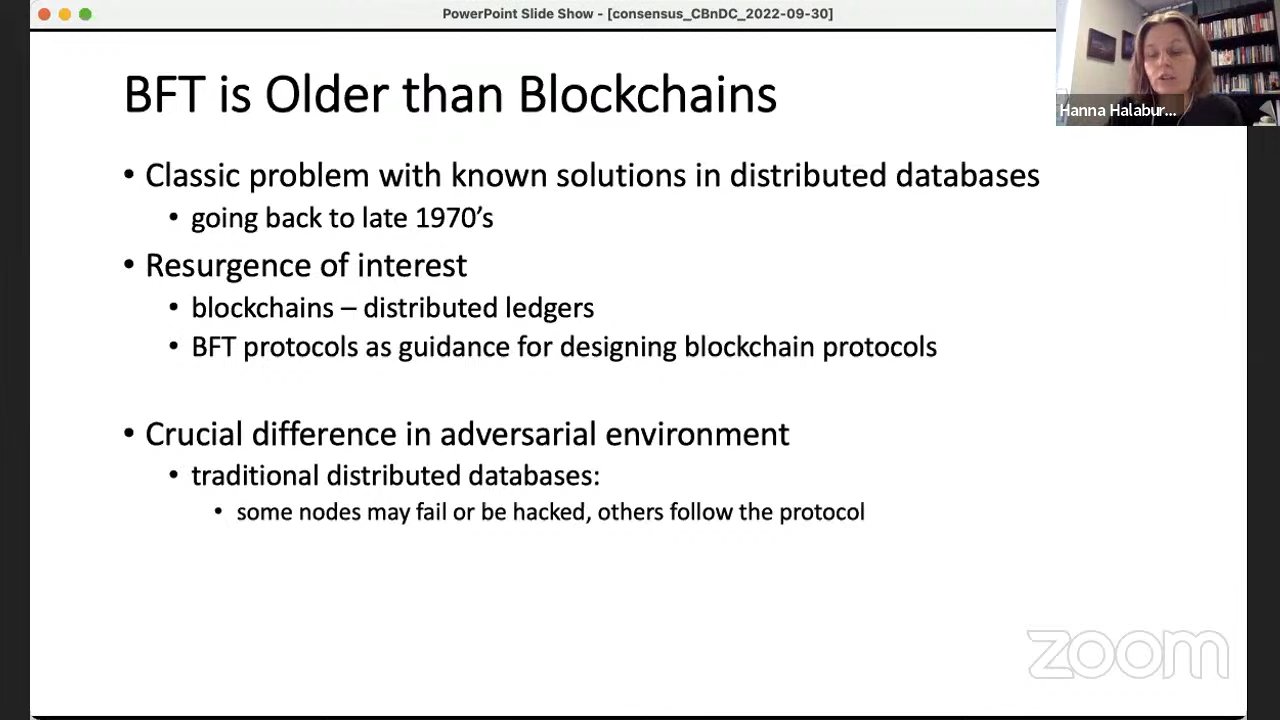 PowerPoint Slide Show - [consensus_CBnDC_2022-09-30]
Hanna Halabur...
BFT is Older than Blockchains
• Classic problem with known solutions in distributed databases
• going back to late 1970’s
• Resurgence of interest
• blockchains – distributed ledgers
• BFT protocols as guidance for designing blockchain protocols
• Crucial difference in adversarial environment
• traditional distributed databases:
• some nodes may fail or be hacked, others follow the protocol
zoom